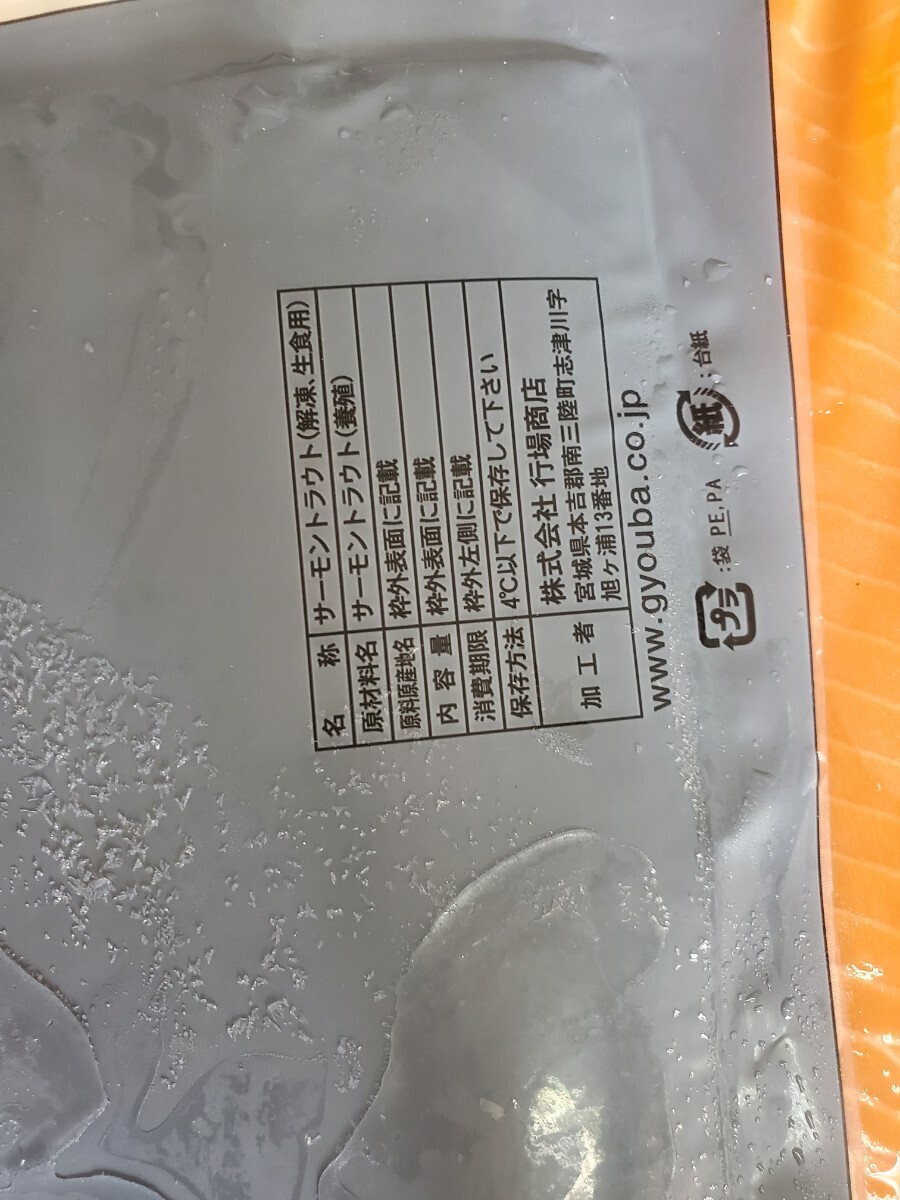 名 称 サーモントラウト(解凍、生食用)
原材料名 サーモントラウト(養殖)
原料原産地名 枠外表面に記載
内 容 量 枠外表面に記載
消費期限 枠外左側に記載
保存方法 4℃以下で保存して下さい
加 工 者 株式会社 行場商店
宮城県本吉郡南三陸町志津川字
旭ヶ浦13番地
www.gyouba.co.jp
プラ :袋 PE,PA 紙 :台紙